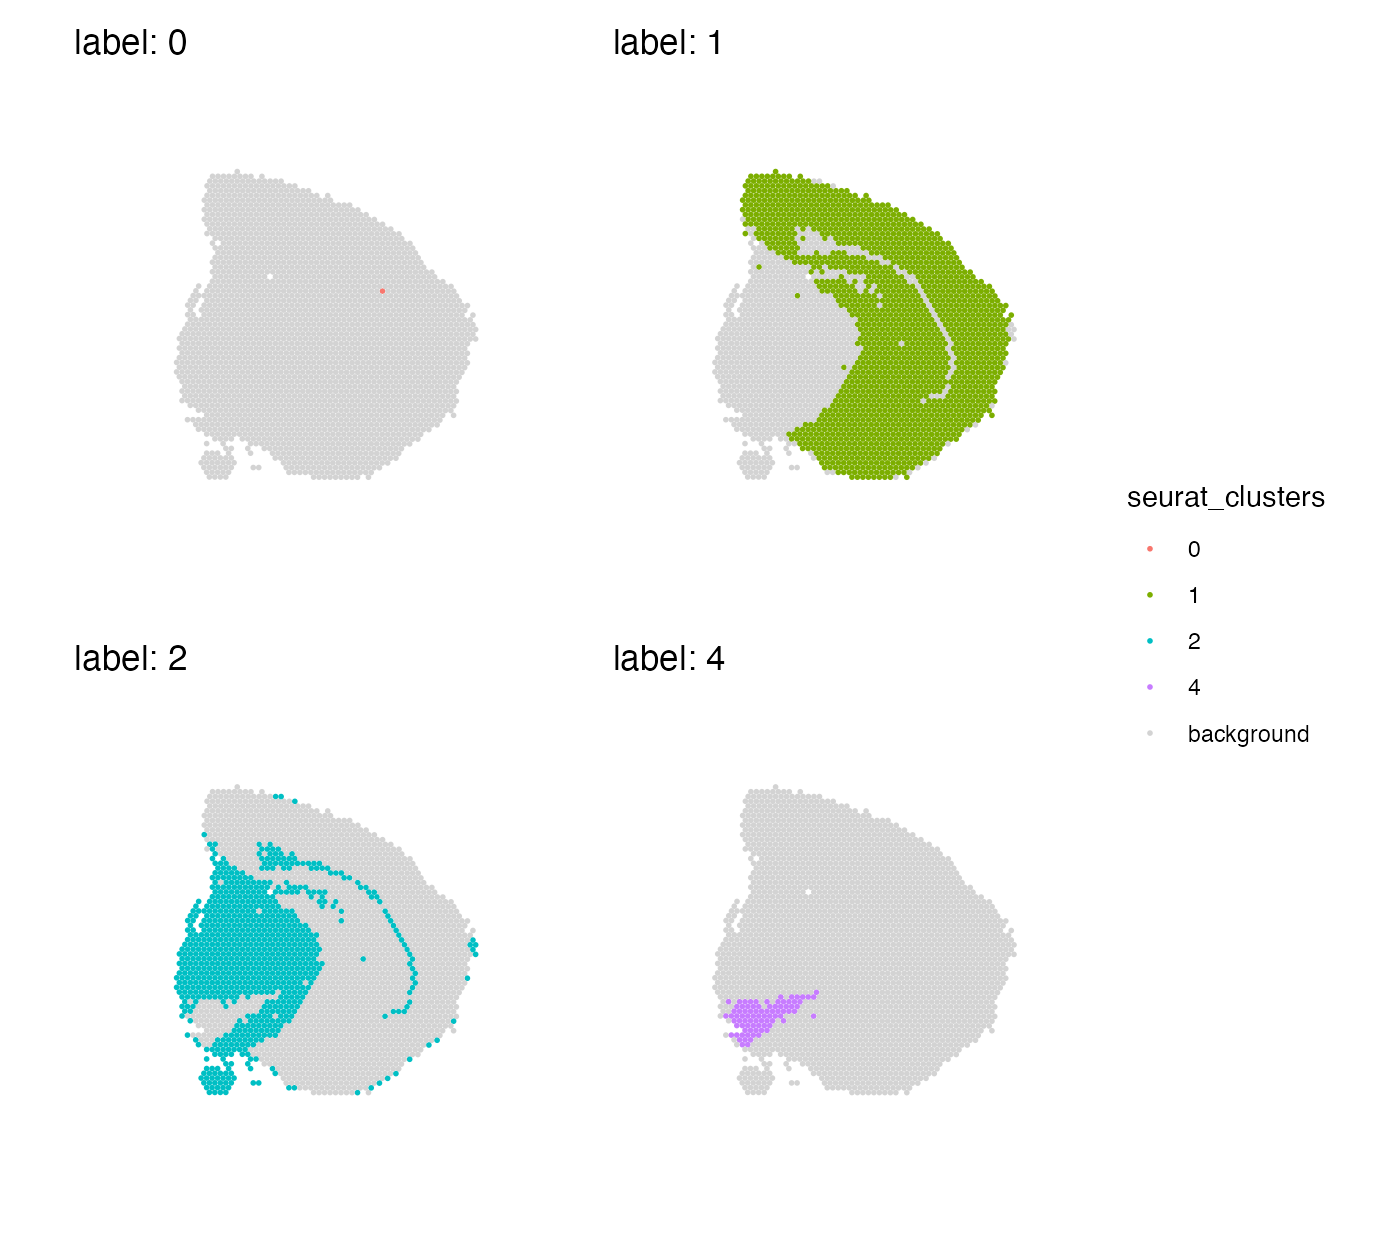 label: 0
label: 1
seurat_clusters
0
1
2
4
background
label: 2
label: 4